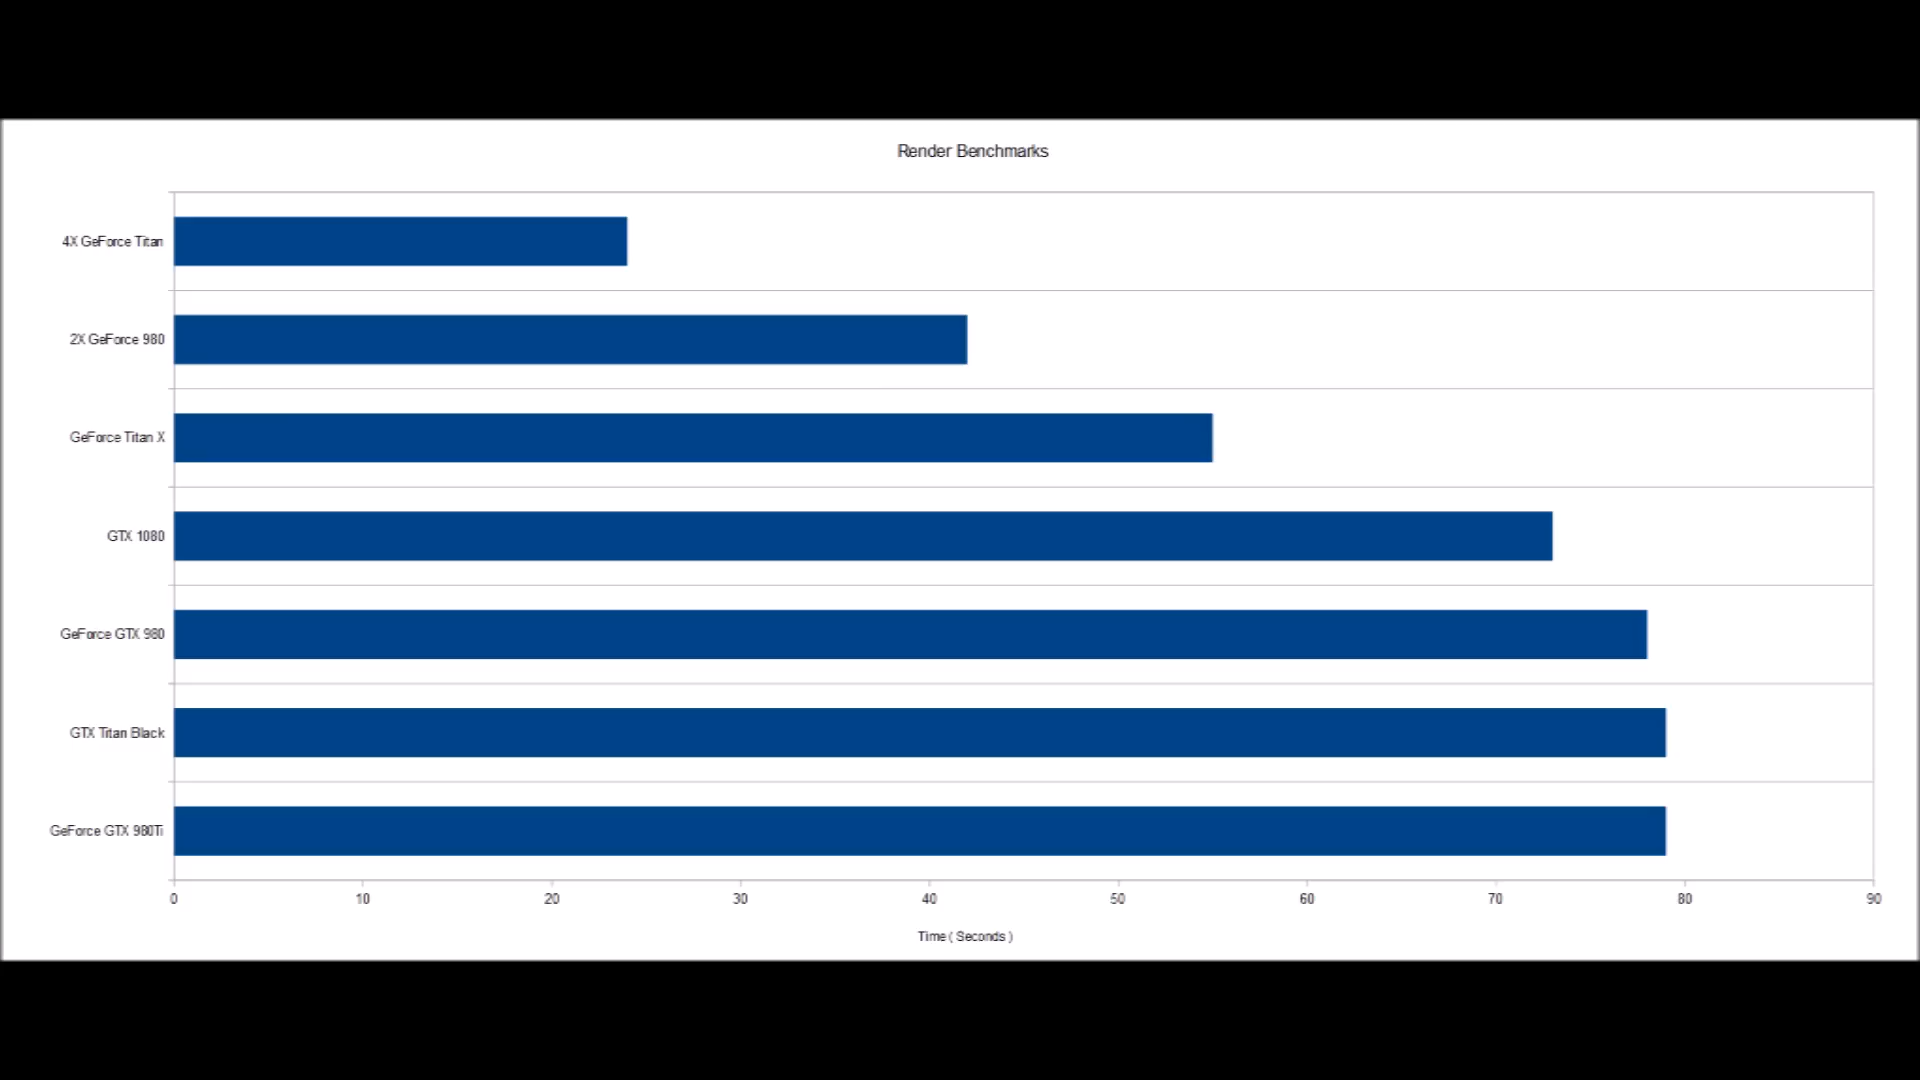 Render Benchmarks
4X GeForce Titan
2X GeForce 980
GeForce Titan X
GTX 1080
GeForce GTX 980
GTX Titan Black
GeForce GTX 980Ti
0 10 20 30 40 50 60 70 80 90
Time ( Seconds )